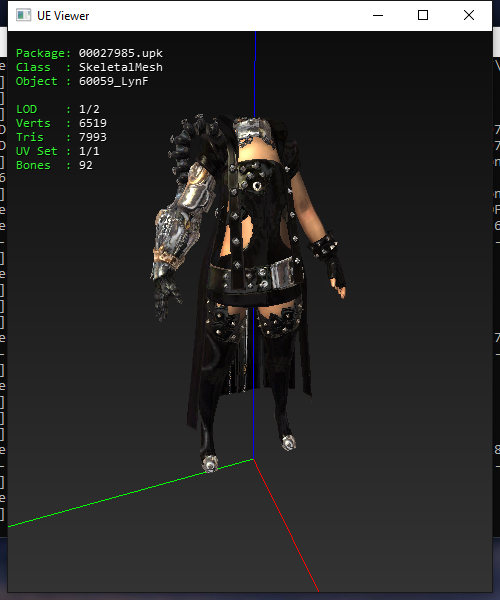 UE Viewer
Package: 00027985.upk
Class  : SkeletalMesh
Object : 60059_LynF
LOD    : 1/2
Verts  : 6519
Tris   : 7993
UV Set : 1/1
Bones  : 92